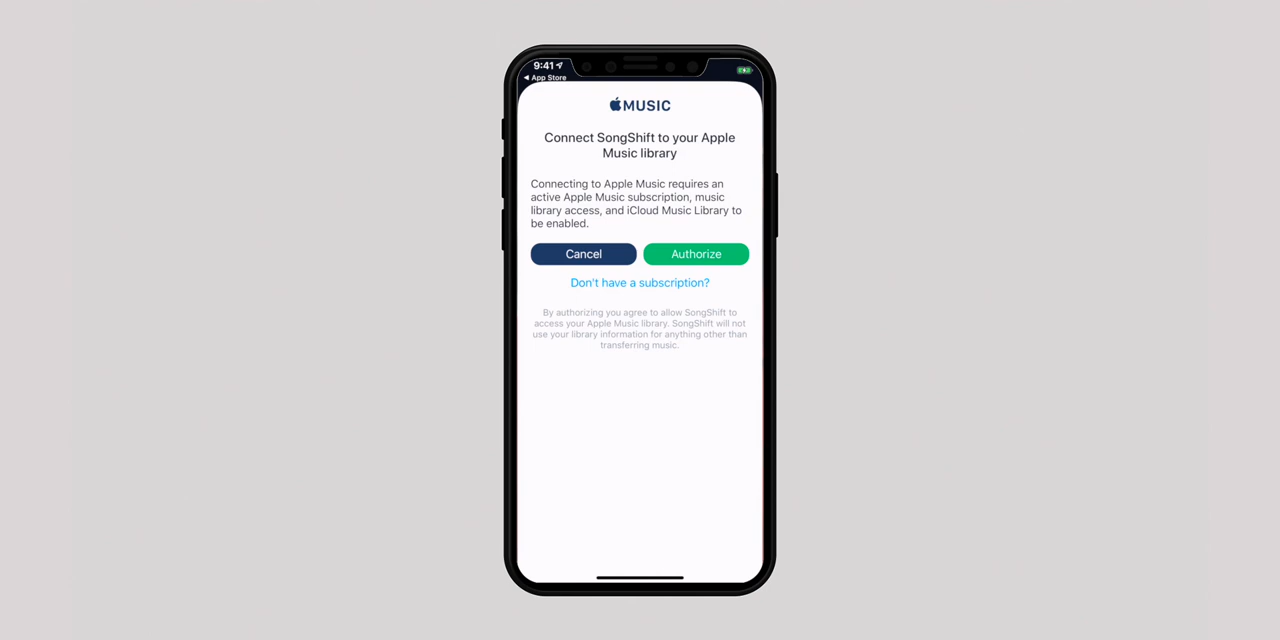 9:41
◀ App Store
MUSIC
Connect SongShift to your Apple
Music library
Connecting to Apple Music requires an
active Apple Music subscription, music
library access, and iCloud Music Library to
be enabled.
Cancel Authorize
Don't have a subscription?
By authorizing you agree to allow SongShift to
access your Apple Music library. SongShift will not
use your library information for anything other than
transferring music.